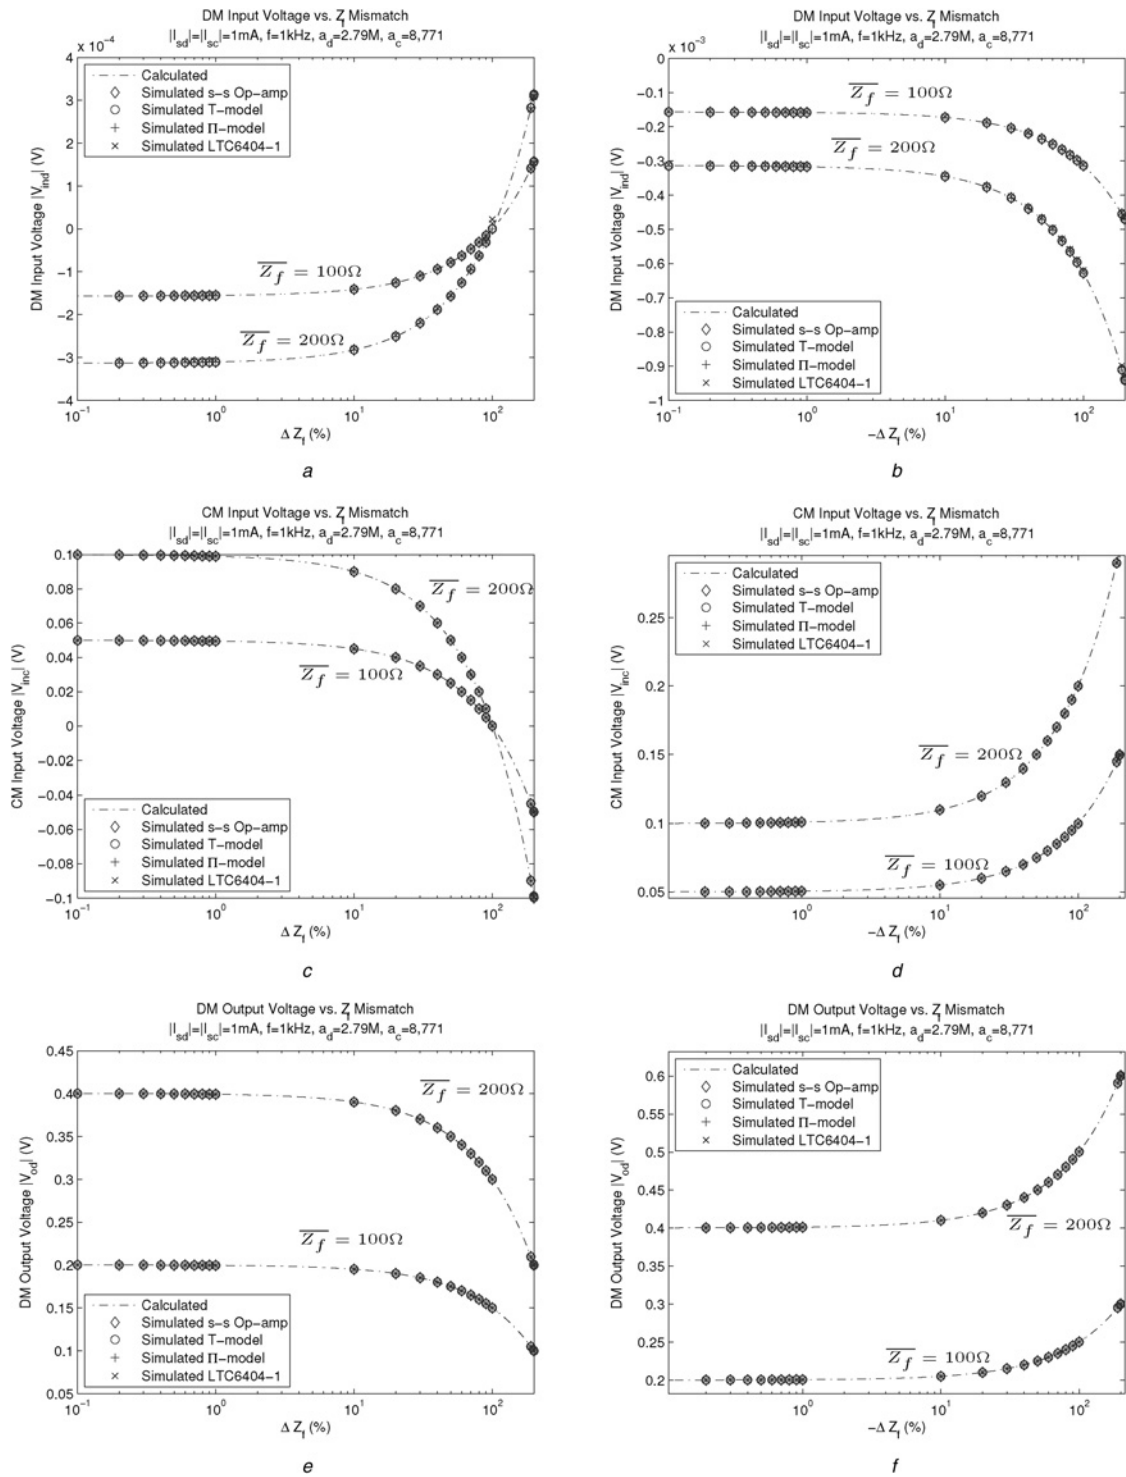 DM Input Voltage vs. Z_f Mismatch
|I_sd|=|I_sc|=1mA, f=1kHz, a_d=2.79M, a_c=8,771
x 10^-4
4
3
2
1
0
−1
−2
−3
−4
DM Input Voltage |V_ind| (V)
Calculated
Simulated s−s Op−amp
Simulated T−model
Simulated Π−model
Simulated LTC6404−1
Z_f = 100Ω
Z_f = 200Ω
10^−1
10^0
10^1
10^2
Δ Z_f (%)
a
DM Input Voltage vs. Z_f Mismatch
|I_sd|=|I_sc|=1mA, f=1kHz, a_d=2.79M, a_c=8,771
x 10^-3
0
−0.1
−0.2
−0.3
−0.4
−0.5
−0.6
−0.7
−0.8
−0.9
−1
DM Input Voltage |V_ind| (V)
Z_f = 100Ω
Z_f = 200Ω
Calculated
Simulated s−s Op−amp
Simulated T−model
Simulated Π−model
Simulated LTC6404−1
10^−1
10^0
10^1
10^2
−Δ Z_f (%)
b
CM Input Voltage vs. Z_f Mismatch
|I_sd|=|I_sc|=1mA, f=1kHz, a_d=2.79M, a_c=8,771
0.1
0.08
0.06
0.04
0.02
0
−0.02
−0.04
−0.06
−0.08
−0.1
CM Input Voltage |V_inc| (V)
Z_f = 200Ω
Z_f = 100Ω
Calculated
Simulated s−s Op−amp
Simulated T−model
Simulated Π−model
Simulated LTC6404−1
10^−1
10^0
10^1
10^2
Δ Z_f (%)
c
CM Input Voltage vs. Z_f Mismatch
|I_sd|=|I_sc|=1mA, f=1kHz, a_d=2.79M, a_c=8,771
0.25
0.2
0.15
0.1
0.05
CM Input Voltage |V_inc| (V)
Calculated
Simulated s−s Op−amp
Simulated T−model
Simulated Π−model
Simulated LTC6404−1
Z_f = 200Ω
Z_f = 100Ω
10^0
10^1
10^2
−Δ Z_f (%)
d
DM Output Voltage vs. Z_f Mismatch
|I_sd|=|I_sc|=1mA, f=1kHz, a_d=2.79M, a_c=8,771
0.45
0.4
0.35
0.3
0.25
0.2
0.15
0.1
0.05
DM Output Voltage |V_od| (V)
Z_f = 200Ω
Z_f = 100Ω
Calculated
Simulated s−s Op−amp
Simulated T−model
Simulated Π−model
Simulated LTC6404−1
10^−1
10^0
10^1
10^2
Δ Z_f (%)
e
DM Output Voltage vs. Z_f Mismatch
|I_sd|=|I_sc|=1mA, f=1kHz, a_d=2.79M, a_c=8,771
0.6
0.5
0.4
0.3
0.2
DM Output Voltage |V_od| (V)
Calculated
Simulated s−s Op−amp
Simulated T−model
Simulated Π−model
Simulated LTC6404−1
Z_f = 200Ω
Z_f = 100Ω
10^0
10^1
10^2
−Δ Z_f (%)
f